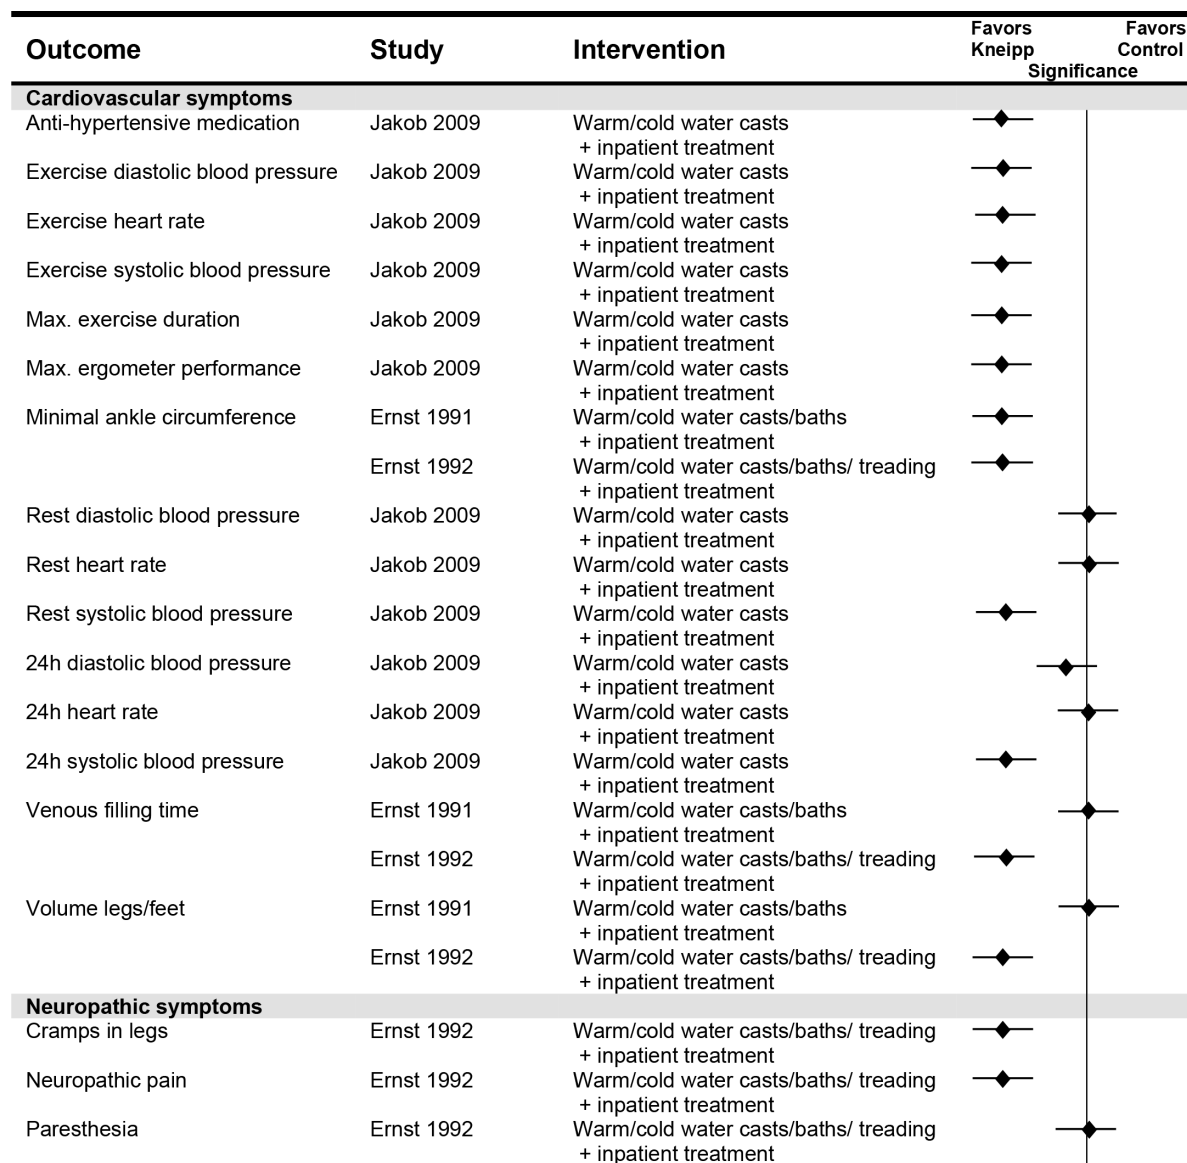 Favors Favors
Outcome Study Intervention Kneipp Control
Significance
Cardiovascular symptoms
Anti-hypertensive medication Jakob 2009 Warm/cold water casts
+ inpatient treatment
Exercise diastolic blood pressure Jakob 2009 Warm/cold water casts
+ inpatient treatment
Exercise heart rate Jakob 2009 Warm/cold water casts
+ inpatient treatment
Exercise systolic blood pressure Jakob 2009 Warm/cold water casts
+ inpatient treatment
Max. exercise duration Jakob 2009 Warm/cold water casts
+ inpatient treatment
Max. ergometer performance Jakob 2009 Warm/cold water casts
+ inpatient treatment
Minimal ankle circumference Ernst 1991 Warm/cold water casts/baths
+ inpatient treatment
Ernst 1992 Warm/cold water casts/baths/ treading
+ inpatient treatment
Rest diastolic blood pressure Jakob 2009 Warm/cold water casts
+ inpatient treatment
Rest heart rate Jakob 2009 Warm/cold water casts
+ inpatient treatment
Rest systolic blood pressure Jakob 2009 Warm/cold water casts
+ inpatient treatment
24h diastolic blood pressure Jakob 2009 Warm/cold water casts
+ inpatient treatment
24h heart rate Jakob 2009 Warm/cold water casts
+ inpatient treatment
24h systolic blood pressure Jakob 2009 Warm/cold water casts
+ inpatient treatment
Venous filling time Ernst 1991 Warm/cold water casts/baths
+ inpatient treatment
Ernst 1992 Warm/cold water casts/baths/ treading
+ inpatient treatment
Volume legs/feet Ernst 1991 Warm/cold water casts/baths
+ inpatient treatment
Ernst 1992 Warm/cold water casts/baths/ treading
+ inpatient treatment
Neuropathic symptoms
Cramps in legs Ernst 1992 Warm/cold water casts/baths/ treading
+ inpatient treatment
Neuropathic pain Ernst 1992 Warm/cold water casts/baths/ treading
+ inpatient treatment
Paresthesia Ernst 1992 Warm/cold water casts/baths/ treading
+ inpatient treatment